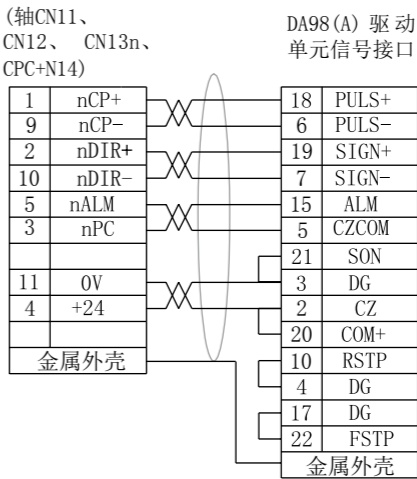 (轴CN11、
CN12、 CN13n、
CPC+N14)
DA98(A) 驱动
单元信号接口
1 nCP+ 18 PULS+
9 nCP- 6 PULS-
2 nDIR+ 19 SIGN+
10 nDIR- 7 SIGN-
5 nALM 15 ALM
3 nPC 5 CZCOM
21 SON
11 0V 3 DG
4 +24 2 CZ
20 COM+
金属外壳 10 RSTP
4 DG
17 DG
22 FSTP
金属外壳